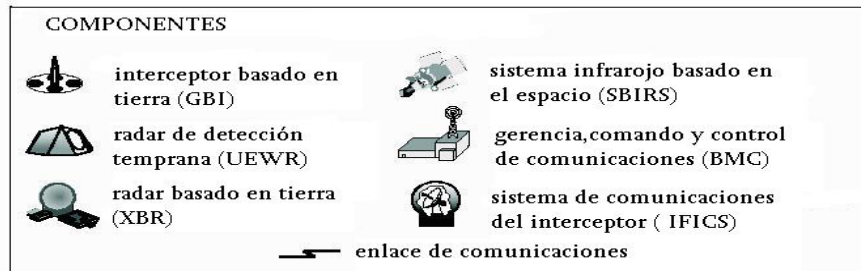 COMPONENTES
interceptor basado en
tierra (GBI)
radar de detección
temprana (UEWR)
radar basado en tierra
(XBR)
sistema infrarojo basado en
el espacio (SBIRS)
gerencia,comando y control
de comunicaciones (BMC)
sistema de comunicaciones
del interceptor ( IFICS)
enlace de comunicaciones